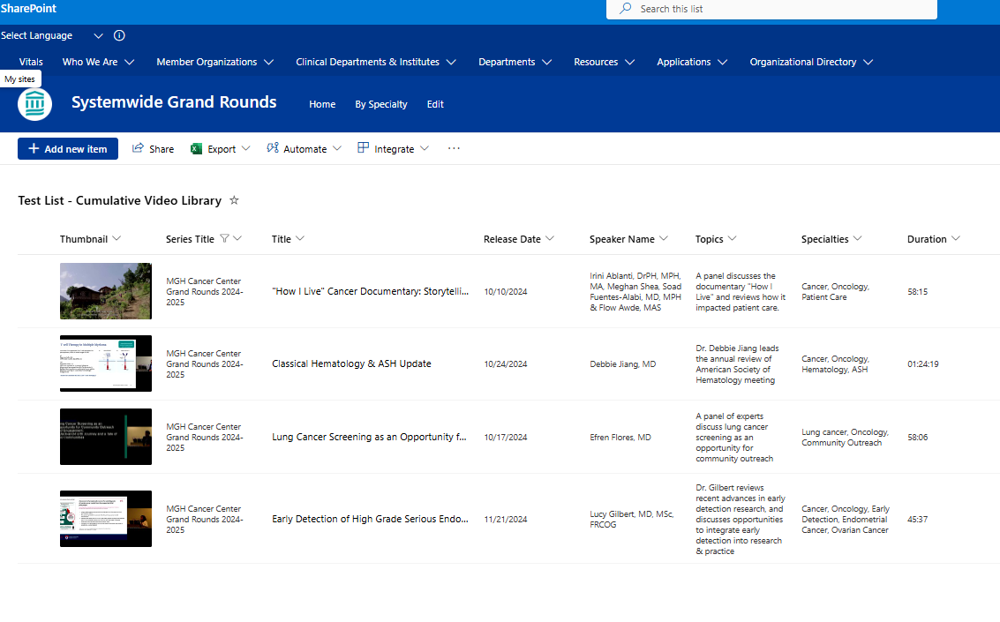 SharePoint
Search this list
Select Language
Vitals Who We Are Member Organizations Clinical Departments & Institutes Departments Resources Applications Organizational Directory
My sites
Systemwide Grand Rounds Home By Specialty Edit
+ Add new item Share Export Automate Integrate ...
Test List - Cumulative Video Library
Thumbnail Series Title Title Release Date Speaker Name Topics Specialties Duration
MGH Cancer Center
Grand Rounds 2024-
2025
"How I Live" Cancer Documentary: Storytelli...
10/10/2024
Irini Ablanti, DrPH, MPH,
MA, Meghan Shea, Soad
Fuentes-Alabi, MD, MPH
& Flow Awde, MAS
A panel discusses the
documentary "How I
Live" and reviews how it
impacted patient care.
Cancer, Oncology,
Patient Care
58:15
MGH Cancer Center
Grand Rounds 2024-
2025
Classical Hematology & ASH Update
10/24/2024
Debbie Jiang, MD
Dr. Debbie Jiang leads
the annual review of
American Society of
Hematology meeting
Cancer, Oncology,
Hematology, ASH
01:24:19
MGH Cancer Center
Grand Rounds 2024-
2025
Lung Cancer Screening as an Opportunity f...
10/17/2024
Efren Flores, MD
A panel of experts
discuss lung cancer
screening as an
opportunity for
community outreach
Lung cancer, Oncology,
Community Outreach
58:06
MGH Cancer Center
Grand Rounds 2024-
2025
Early Detection of High Grade Serious Endo...
11/21/2024
Lucy Gilbert, MD, MSc,
FRCOG
Dr. Gilbert reviews
recent advances in early
detection research, and
discusses opportunities
to integrate early
detection into research
& practice
Cancer, Oncology, Early
Detection, Endometrial
Cancer, Ovarian Cancer
45:37